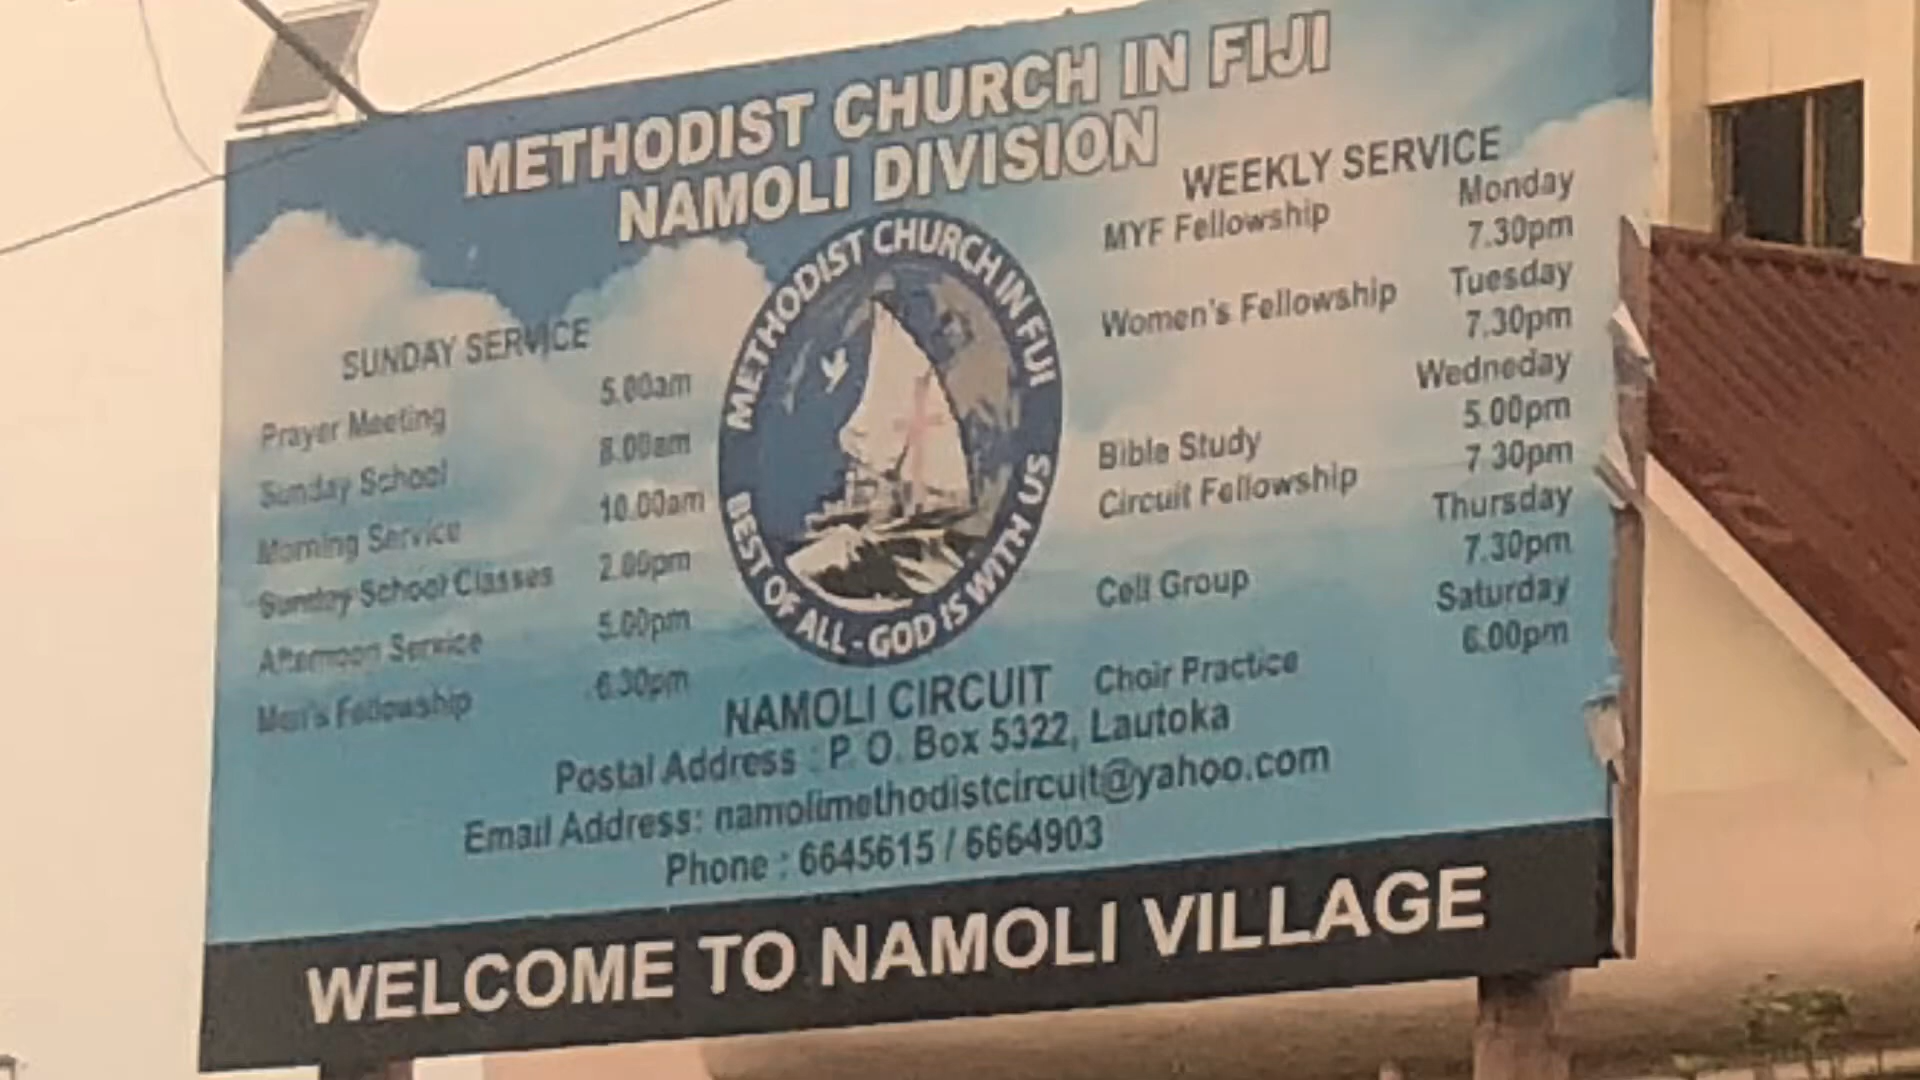 METHODIST CHURCH IN FIJI
NAMOLI DIVISION
SUNDAY SERVICE
Prayer Meeting 5.00am
Sunday School 8.00am
Morning Service 10.00am
Sunday School Classes 2.00pm
Afternoon Service 5.00pm
Men's Fellowship 6.30pm
METHODIST CHURCH IN FIJI
BEST OF ALL - GOD IS WITH US
WEEKLY SERVICE
Monday
MYF Fellowship 7.30pm
Tuesday
Women's Fellowship 7.30pm
Wedneday
Bible Study 5.00pm
Circuit Fellowship 7 30pm
Thursday
Cell Group 7.30pm
Saturday
Choir Practice 6.00pm
NAMOLI CIRCUIT
Postal Address : P O. Box 5322, Lautoka
Email Address: namolimethodistcircuit@yahoo.com
Phone : 6645615 / 6664903
WELCOME TO NAMOLI VILLAGE